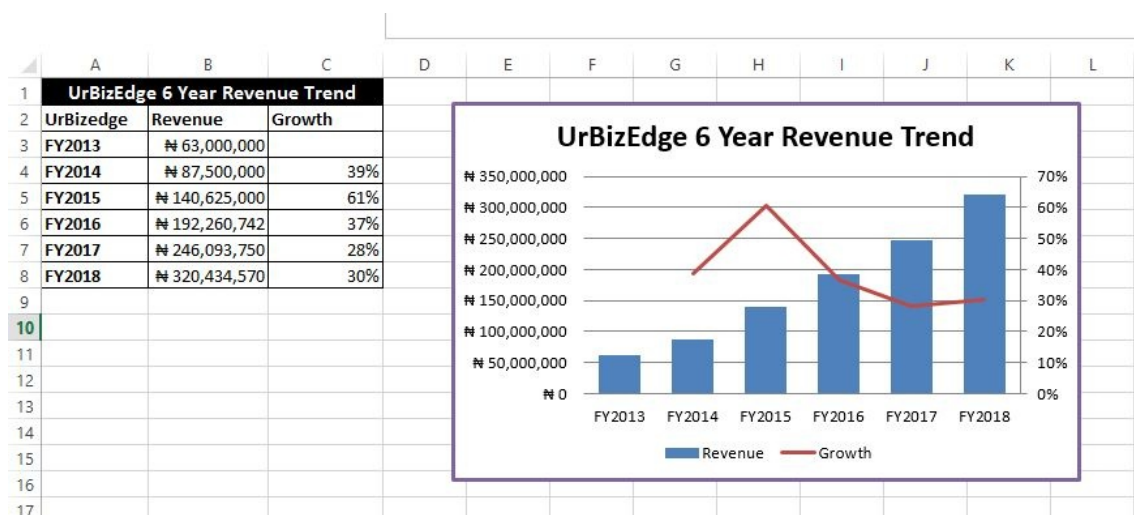 A B C D E F G H I J K L
1 UrBizEdge 6 Year Revenue Trend
2 UrBizedge Revenue Growth
3 FY2013 ₦ 63,000,000
4 FY2014 ₦ 87,500,000 39%
5 FY2015 ₦ 140,625,000 61%
6 FY2016 ₦ 192,260,742 37%
7 FY2017 ₦ 246,093,750 28%
8 FY2018 ₦ 320,434,570 30%
9
10
11
12
13
14
15
16
17
UrBizEdge 6 Year Revenue Trend
₦ 350,000,000 70%
₦ 300,000,000 60%
₦ 250,000,000 50%
₦ 200,000,000 40%
₦ 150,000,000 30%
₦ 100,000,000 20%
₦ 50,000,000 10%
₦ 0 0%
FY2013 FY2014 FY2015 FY2016 FY2017 FY2018
Revenue Growth